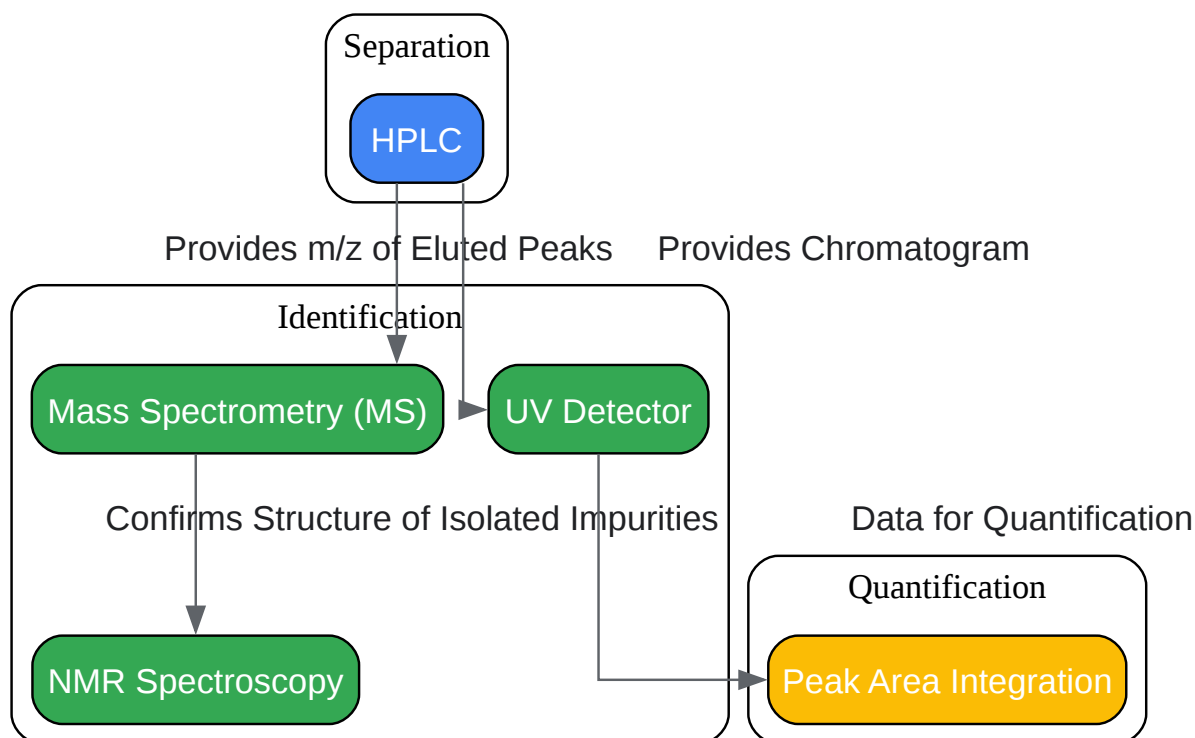 Separation
HPLC
Provides m/z of Eluted Peaks
Provides Chromatogram
Identification
Mass Spectrometry (MS)
UV Detector
Confirms Structure of Isolated Impurities
Data for Quantification
Quantification
NMR Spectroscopy
Peak Area Integration